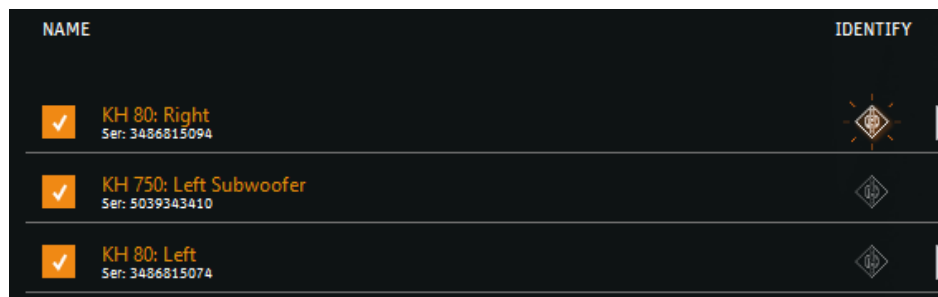 NAME IDENTIFY
KH 80: Right
Ser: 3486815094
KH 750: Left Subwoofer
Ser: 5039343410
KH 80: Left
Ser: 3486815074